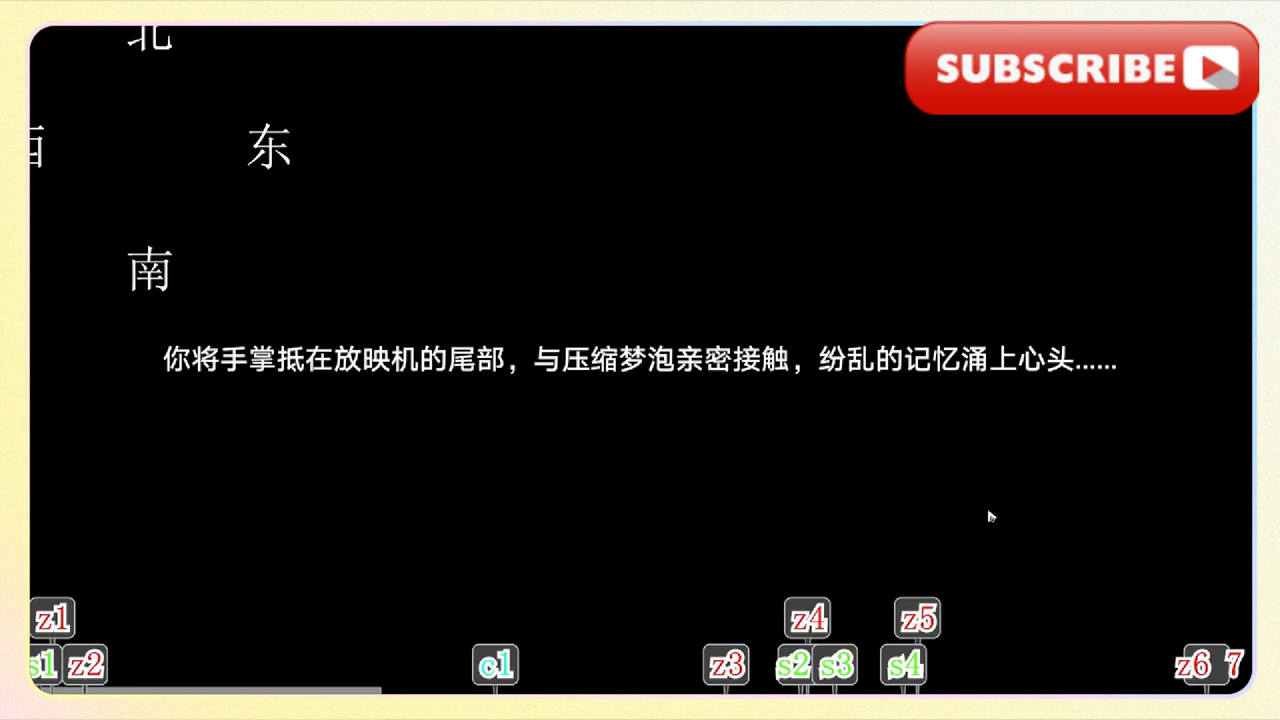 北
SUBSCRIBE
西 东
南
你将手掌抵在放映机的尾部，与压缩梦泡亲密接触，纷乱的记忆涌上心头......
z1 z4 z5
s1 z2 c1 z3 s2 s3 s4 z6 7